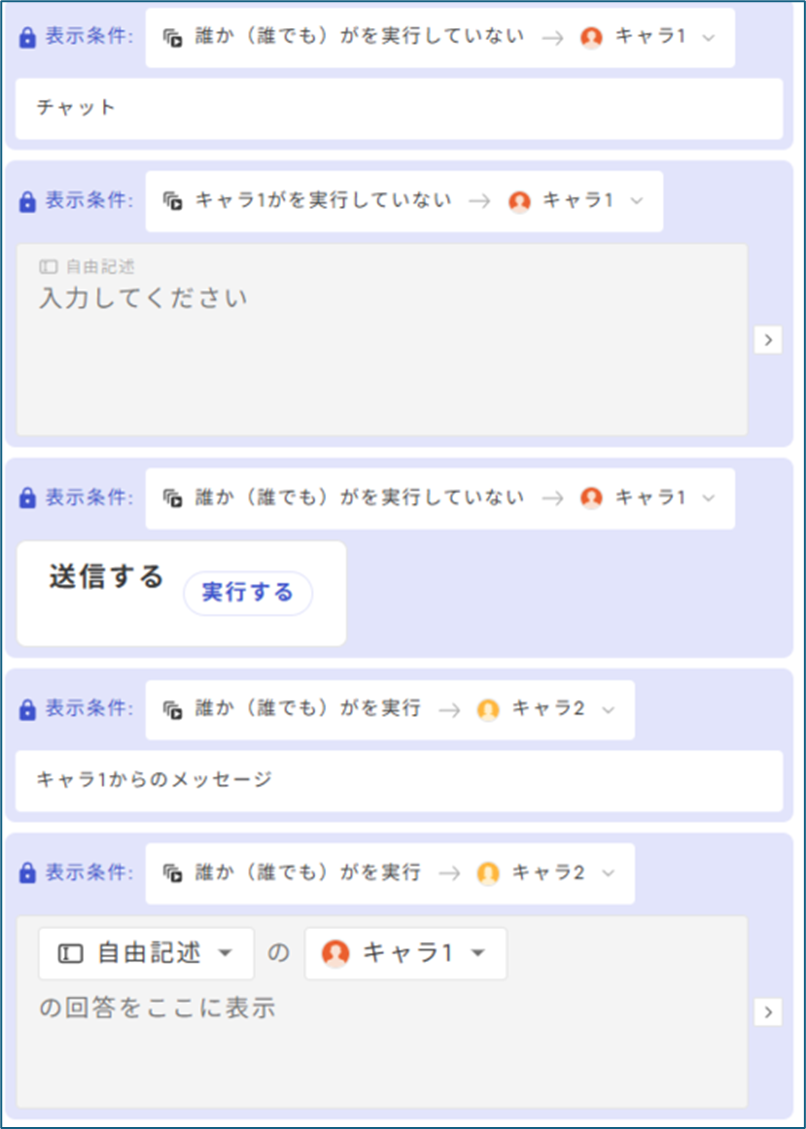 表示条件: 誰か（誰でも）がを実行していない → キャラ1
チャット
表示条件: キャラ1がを実行していない → キャラ1
自由記述
入力してください
表示条件: 誰か（誰でも）がを実行していない → キャラ1
送信する 実行する
表示条件: 誰か（誰でも）がを実行 → キャラ2
キャラ1からのメッセージ
表示条件: 誰か（誰でも）がを実行 → キャラ2
自由記述 の キャラ1
の回答をここに表示